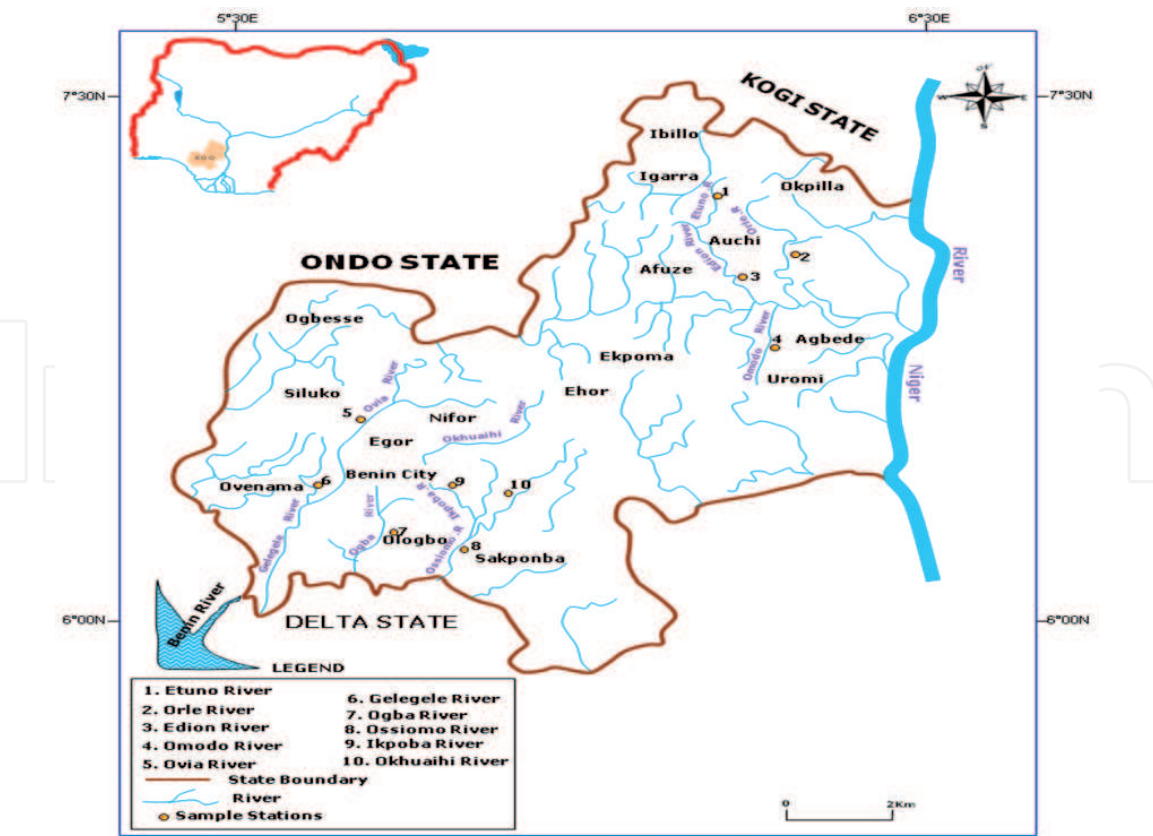 5°30E
6°30E
7°30N
7°30N
KOGI STATE
W
E
S
EDO
Ibillo
Igarra
Okpilla
Etuno R
1
Orle .R
Auchi
2
Edion River
Afuze
3
ONDO STATE
River
Niger
Ogbesse
Omodo River
4
Agbede
Ekpoma
Uromi
Ehor
Siluko
Ovia River
5
Nifor
Okhuaihi River
Egor
Benin City
Ovenama
6
9
10
Ikpoba. R
Gelegele River
Ogba River
7
Ologbo
Ossiomo .R
8
Sakponba
Benin River
6°00N
6°00N
DELTA STATE
LEGEND
1. Etuno River
2. Orle River
3. Edion River
4. Omodo River
5. Ovia River
6. Gelegele River
7. Ogba River
8. Ossiomo River
9. Ikpoba River
10. Okhuaihi River
State Boundary
River
Sample Stations
0 2Km